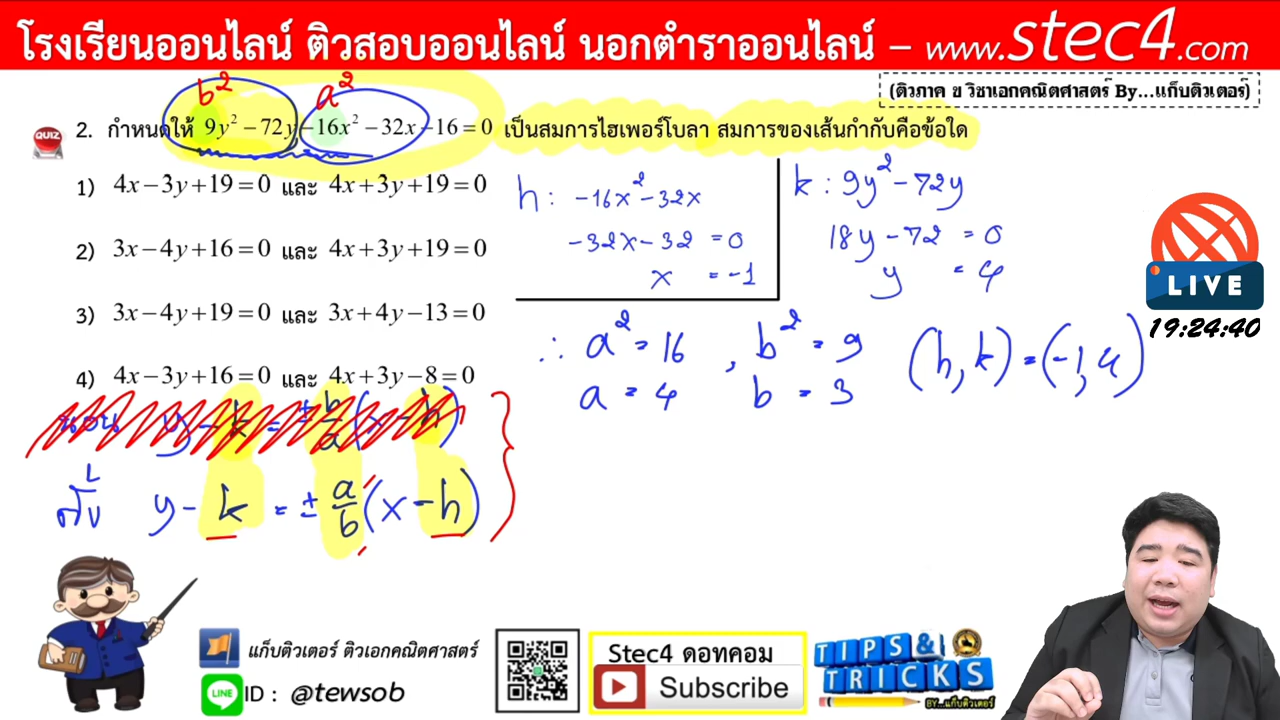 โรงเรียนออนไลน์ ติวสอบออนไลน์ นอกตำราออนไลน์ – www.stec4.com
(ติวภาค ข วิชาเอกคณิตศาสตร์ By...แก๊บติวเตอร์)
b² a²
QUIZ
2. กำหนดให้ 9y² − 72y − 16x² − 32x − 16 = 0 เป็นสมการไฮเพอร์โบลา สมการของเส้นกำกับคือข้อใด
1) 4x − 3y + 19 = 0 และ 4x + 3y + 19 = 0
2) 3x − 4y + 16 = 0 และ 4x + 3y + 19 = 0
3) 3x − 4y + 19 = 0 และ 3x + 4y − 13 = 0
4) 4x − 3y + 16 = 0 และ 4x + 3y − 8 = 0
h : −16x² − 32x
−32x − 32 = 0
x = −1
k : 9y² − 72y
18y − 72 = 0
y = 4
∴ a² = 16 , b² = 9 (h, k) = (−1, 4)
a = 4 b = 3
นอน y − k = ± b/a (x − h)
ตั้ง y − k = ± a/b (x − h)
LIVE
19:24:40
แก๊บติวเตอร์ ติวเอกคณิตศาสตร์
LINE ID : @tewsob
Stec4 ดอทคอม
Subscribe
TIPS & TRICKS
BY...แก๊บติวเตอร์